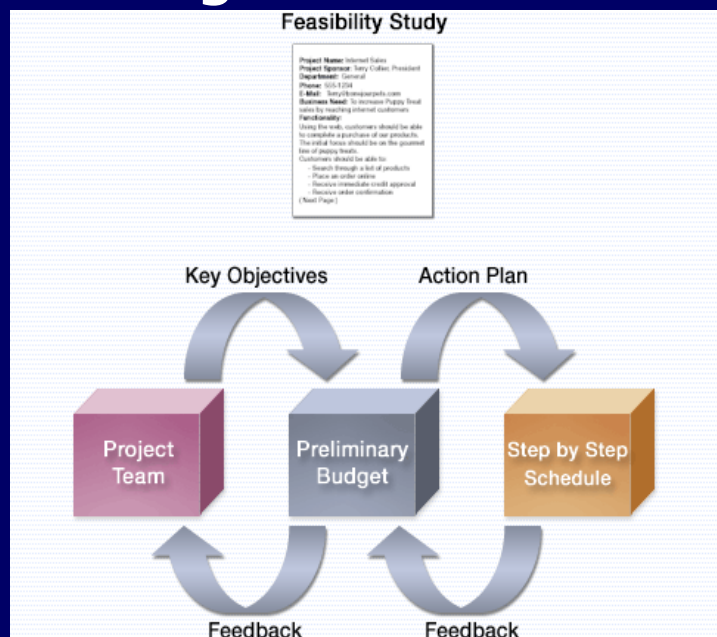 Feasibility Study
Project Name: Internet Sales
Project Sponsor: Terry Collier, President
Department: General
Phone: 555-1234
E-Mail:
Business Need: To increase Puppy Treat
sales by reaching internet customers
Functionality:
Using the web, customers should be able
to complete a purchase of our products.
The initial focus should be on the gourmet
line of puppy treats.
Customers should be able to:
- Search through a list of products
- Place an order online
- Receive immediate credit approval
- Receive order confirmation
(Next Page)
Key Objectives
Action Plan
Project
Team
Preliminary
Budget
Step by Step
Schedule
Feedback
Feedback